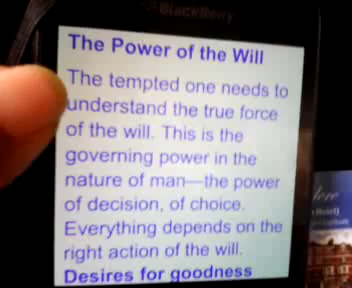 BlackBerry
The Power of the Will
The tempted one needs to
understand the true force
of the will. This is the
governing power in the
nature of man—the power
of decision, of choice.
Everything depends on the
right action of the will.
Desires for goodness